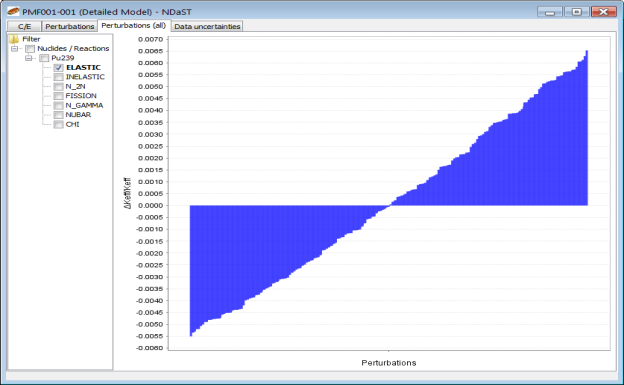 PMF001-001 (Detailed Model) - NDaST
C/E Perturbations Perturbations (all) Data uncertainties
Filter
Nuclides / Reactions
Pu239
ELASTIC
INELASTIC
N_2N
FISSION
N_GAMMA
NUBAR
CHI
0.0070
0.0065
0.0060
0.0055
0.0050
0.0045
0.0040
0.0035
0.0030
0.0025
0.0020
0.0015
0.0010
0.0005
0.0000
-0.0005
-0.0010
-0.0015
-0.0020
-0.0025
-0.0030
-0.0035
-0.0040
-0.0045
-0.0050
-0.0055
-0.0060
ΔKeff/Keff
Perturbations